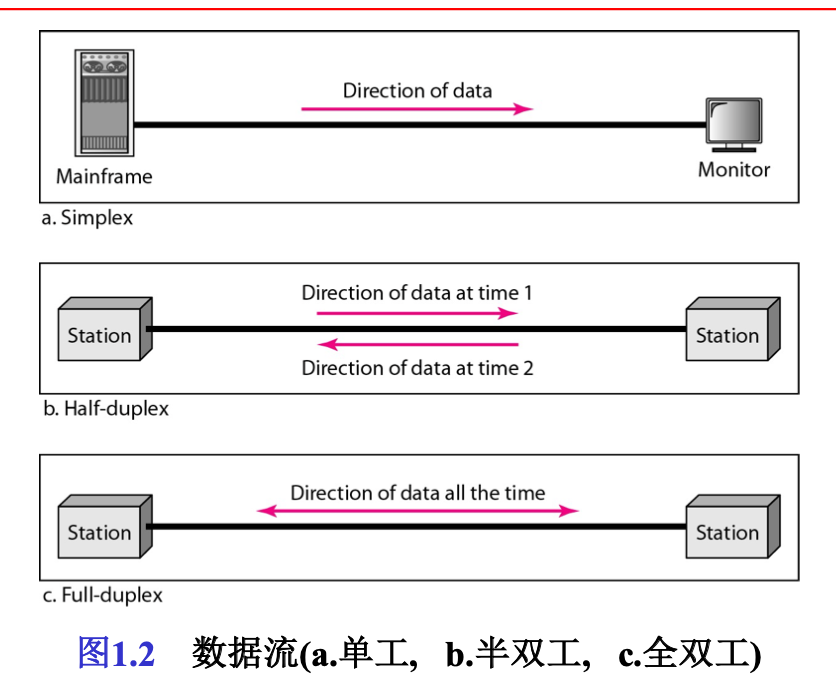 Direction of data
Mainframe
Monitor
a. Simplex
Direction of data at time 1
Station
Station
Direction of data at time 2
b. Half-duplex
Direction of data all the time
Station
Station
c. Full-duplex
图1.2 数据流(a.单工, b.半双工, c.全双工)